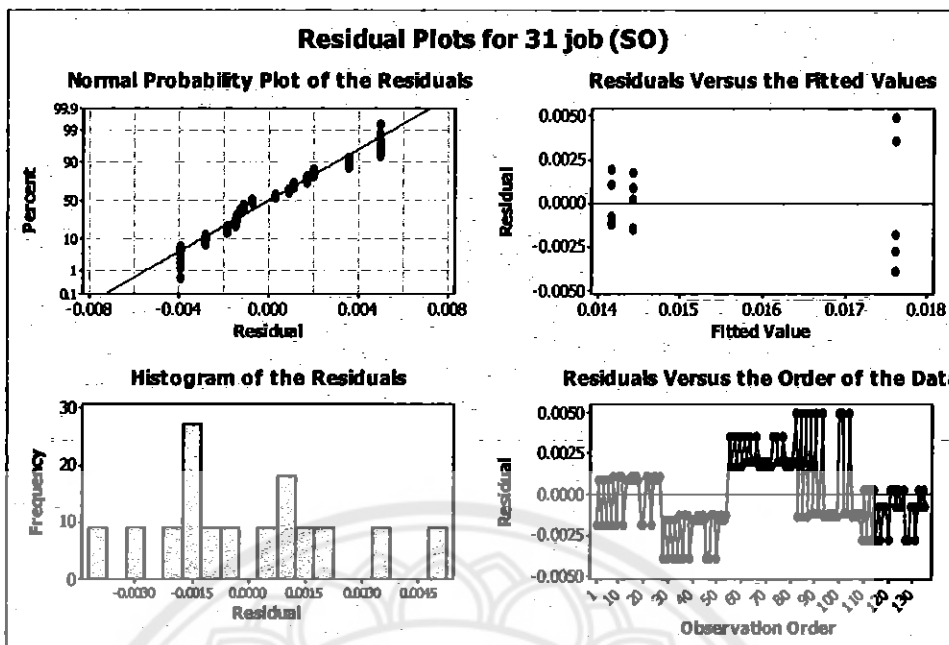 Residual Plots for 31 job (SO)
Normal Probability Plot of the Residuals
99.9
99
90
50
10
1
0.1
Percent
-0.008 -0.004 0.000 0.004 0.008
Residual
Residuals Versus the Fitted Values
0.0050
0.0025
0.0000
-0.0025
-0.0050
Residual
0.014 0.015 0.016 0.017 0.018
Fitted Value
Histogram of the Residuals
30
20
10
0
Frequency
-0.0030 -0.0015 0.0000 0.0015 0.0030 0.0045
Residual
Residuals Versus the Order of the Dat
0.0050
0.0025
0.0000
-0.0025
-0.0050
Residual
1 10 20 30 40 50 60 70 80 90 100 110 120 130
Observation Order